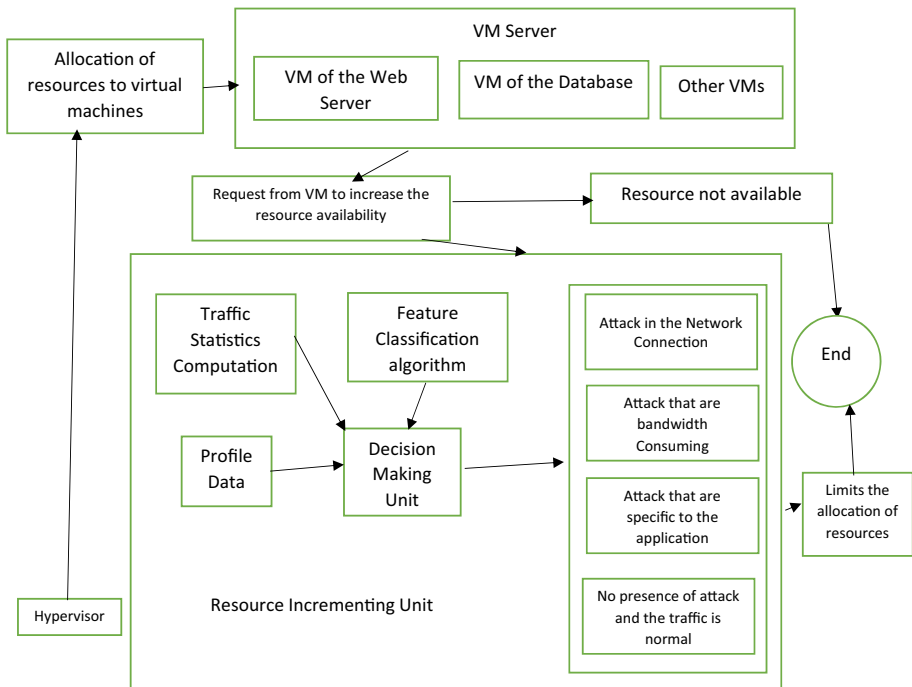 Allocation of
resources to virtual
machines
VM Server
VM of the Web
Server
VM of the Database
Other VMs
Request from VM to increase the
resource availability
Resource not available
Traffic
Statistics
Computation
Feature
Classification
algorithm
Attack in the Network
Connection
End
Attack that are
bandwidth
Consuming
Profile
Data
Decision
Making
Unit
Attack that are
specific to the
application
Limits the
allocation of
resources
No presence of attack
and the traffic is
normal
Resource Incrementing Unit
Hypervisor